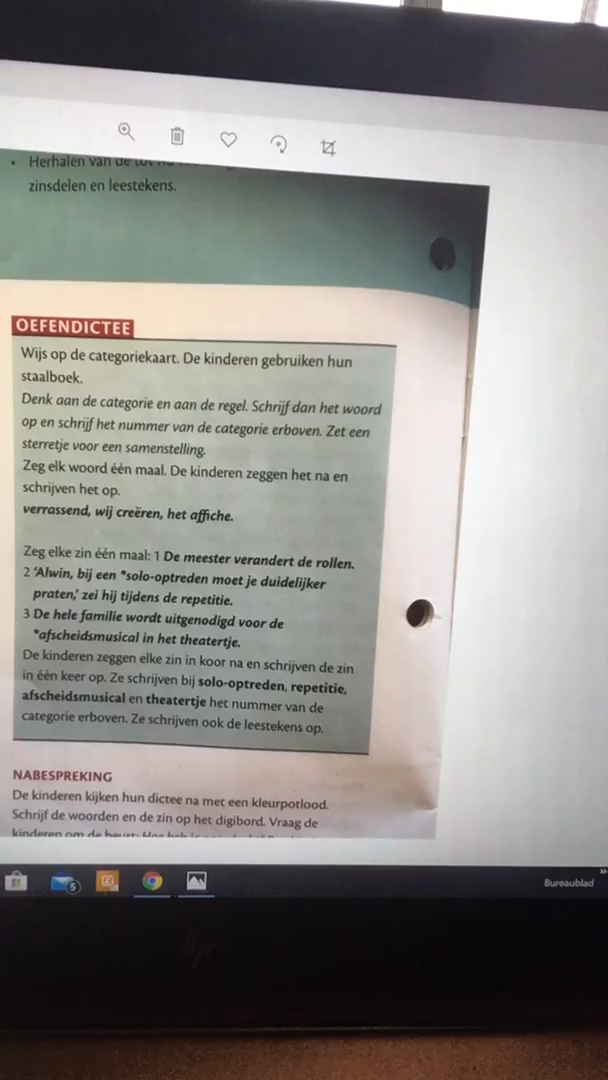 • Herhalen van de tot nu
zinsdelen en leestekens.
OEFENDICTEE
Wijs op de categoriekaart. De kinderen gebruiken hun
staalboek.
Denk aan de categorie en aan de regel. Schrijf dan het woord
op en schrijf het nummer van de categorie erboven. Zet een
sterretje voor een samenstelling.
Zeg elk woord één maal. De kinderen zeggen het na en
schrijven het op.
verrassend, wij creëren, het affiche.
Zeg elke zin één maal: 1 De meester verandert de rollen.
2 'Alwin, bij een *solo-optreden moet je duidelijker
praten,' zei hij tijdens de repetitie.
3 De hele familie wordt uitgenodigd voor de
*afscheidsmusical in het theatertje.
De kinderen zeggen elke zin in koor na en schrijven de zin
in één keer op. Ze schrijven bij solo-optreden, repetitie,
afscheidsmusical en theatertje het nummer van de
categorie erboven. Ze schrijven ook de leestekens op.
NABESPREKING
De kinderen kijken hun dictee na met een kleurpotlood.
Schrijf de woorden en de zin op het digibord. Vraag de
kinderen om de beurt:
5
Bureaublad